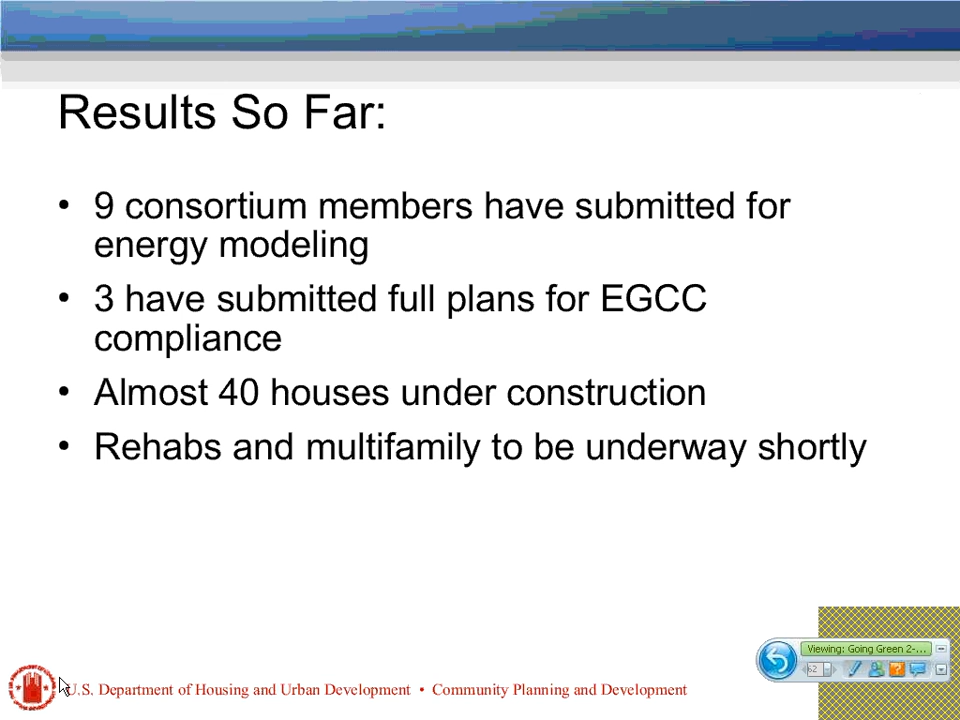 Results So Far:
• 9 consortium members have submitted for
energy modeling
• 3 have submitted full plans for EGCC
compliance
• Almost 40 houses under construction
• Rehabs and multifamily to be underway shortly
Viewing: Going Green 2-...
62
U.S. Department of Housing and Urban Development • Community Planning and Development